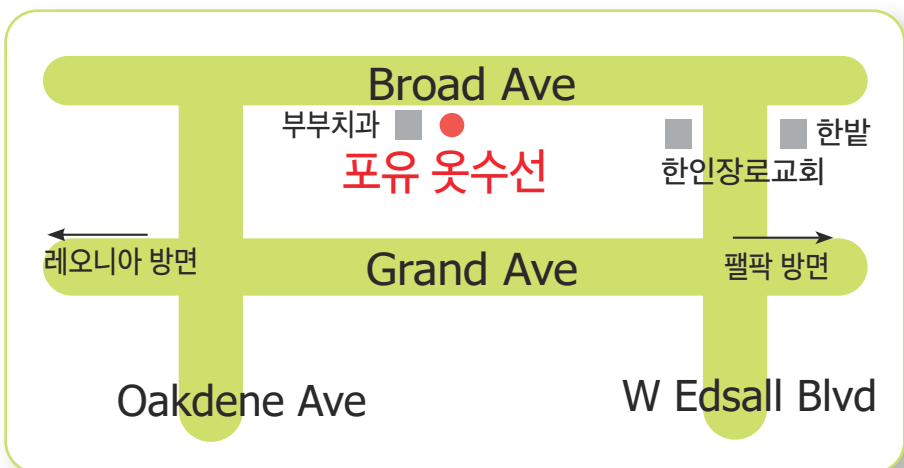 Broad Ave
부부치과
한밭
포유 옷수선
한인장로교회
레오니아 방면
Grand Ave
팰팍 방면
Oakdene Ave
W Edsall Blvd